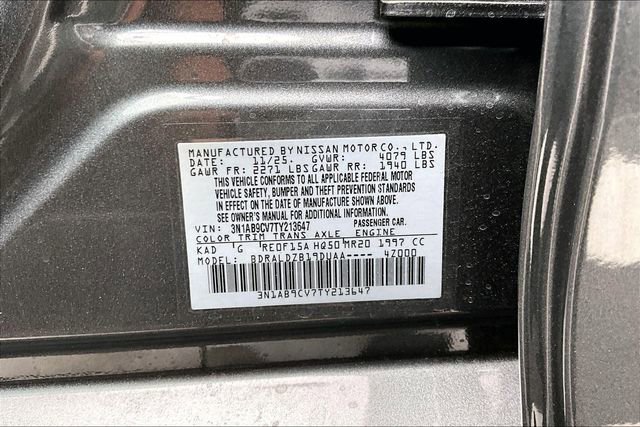 MANUFACTURED BY NISSAN MOTOR CO., LTD.
DATE: 11/25. GVWR: 4079 LBS
GAWR FR: 2271 LBS GAWR RR: 1940 LBS
THIS VEHICLE CONFORMS TO ALL APPLICABLE FEDERAL MOTOR
VEHICLE SAFETY, BUMPER AND THEFT PREVENTION STANDARDS
IN EFFECT ON THE DATE OF MANUFACTURE SHOWN ABOVE.
SEE OWNER'S MANUAL FOR ADDITIONAL INFORMATION.
VIN: 3N1AB9CV7TY213647 PASSENGER CAR.
COLOR TRIM TRANS AXLE ENGINE
KAD 'G 'RE0F15A HQ50 MR20 1997 CC
MODEL: BDRALDZB19DUAA---- 4Z000
3N1AB9CV7TY213647